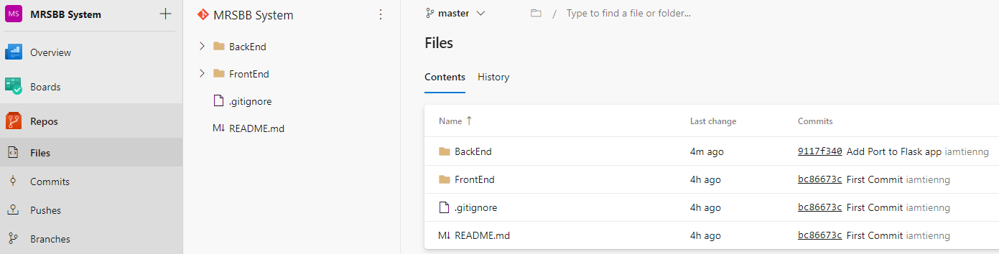 MS MRSBB System +
Overview
Boards
Repos
Files
Commits
Pushes
Branches
MRSBB System
BackEnd
FrontEnd
.gitignore
M↓ README.md
master
/ Type to find a file or folder...
Files
Contents History
Name ↑ Last change Commits
BackEnd 4m ago 9117f340 Add Port to Flask app iamtienng
FrontEnd 4h ago bc86673c First Commit iamtienng
.gitignore 4h ago bc86673c First Commit iamtienng
M↓ README.md 4h ago bc86673c First Commit iamtienng